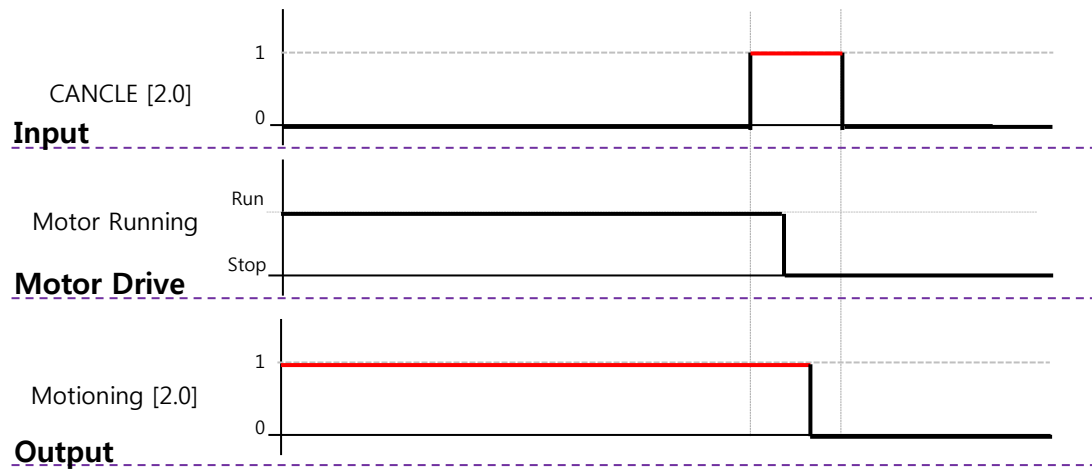 1
CANCLE [2.0]
0
Input
Run
Motor Running
Stop
Motor Drive
1
Motioning [2.0]
0
Output